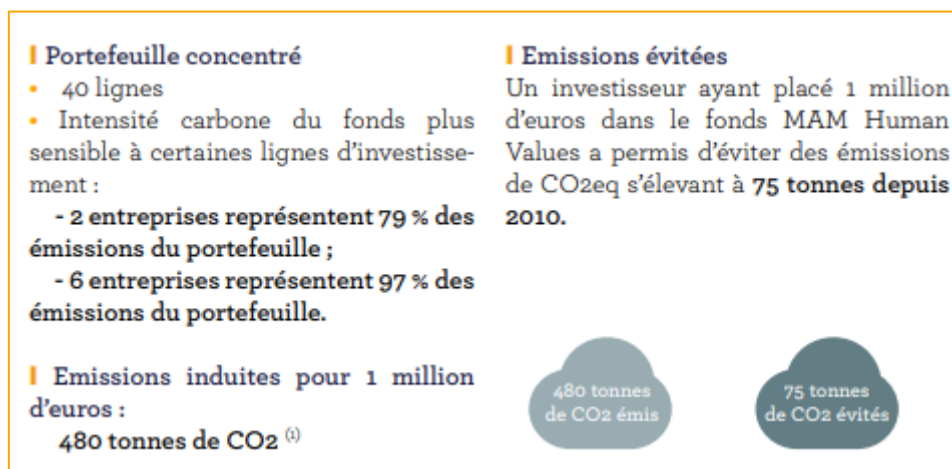 Portefeuille concentré
• 40 lignes
• Intensité carbone du fonds plus
sensible à certaines lignes d'investisse-
ment :
- 2 entreprises représentent 79 % des
émissions du portefeuille ;
- 6 entreprises représentent 97 % des
émissions du portefeuille.
Emissions induites pour 1 million
d'euros :
480 tonnes de CO2 (1)
Emissions évitées
Un investisseur ayant placé 1 million
d'euros dans le fonds MAM Human
Values a permis d'éviter des émissions
de CO2eq s'élevant à 75 tonnes depuis
2010.
480 tonnes
de CO2 émis
75 tonnes
de CO2 évités